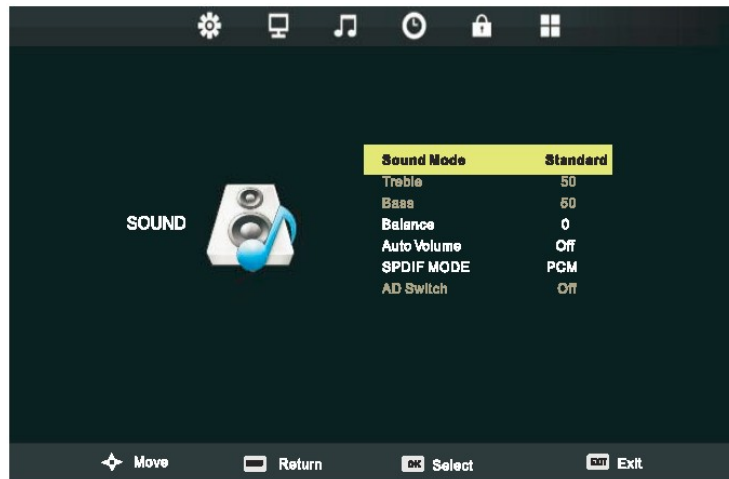 Sound Mode Standard
Treble 50
Bass 50
SOUND
Balance 0
Auto Volume Off
SPDIF MODE PCM
AD Switch Off
Move Return OK Select EXIT Exit